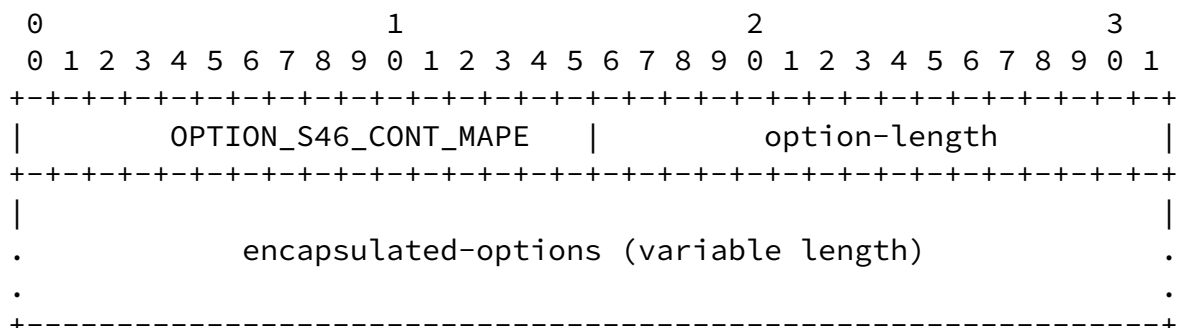 0                   1                   2                   3
 0 1 2 3 4 5 6 7 8 9 0 1 2 3 4 5 6 7 8 9 0 1 2 3 4 5 6 7 8 9 0 1
+-+-+-+-+-+-+-+-+-+-+-+-+-+-+-+-+-+-+-+-+-+-+-+-+-+-+-+-+-+-+-+-+
|        OPTION_S46_CONT_MAPE   |         option-length         |
+-+-+-+-+-+-+-+-+-+-+-+-+-+-+-+-+-+-+-+-+-+-+-+-+-+-+-+-+-+-+-+-+
|                                                               |
.            encapsulated-options (variable length)             .
.                                                               .
+---------------------------------------------------------------+